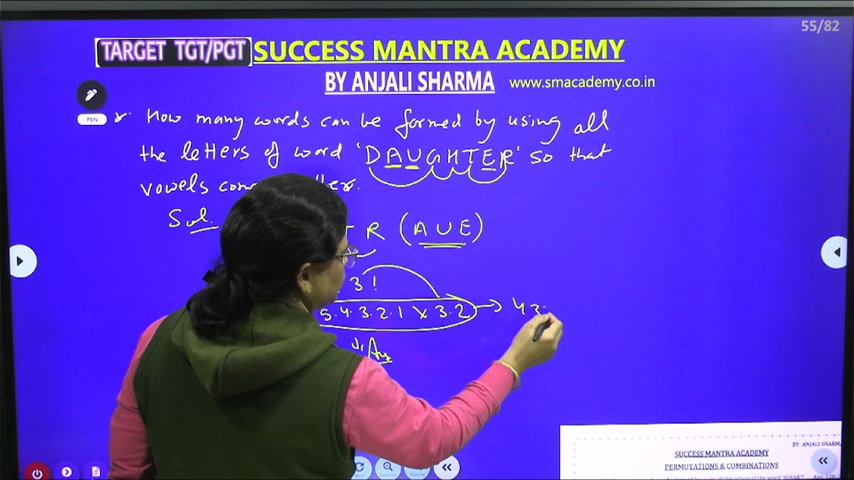 55/82
TARGET TGT/PGT SUCCESS MANTRA ACADEMY
BY ANJALI SHARMA www.smacademy.co.in
PEN
How many words can be formed by using all
the letters of word 'DAUGHTER' so that
vowels
Sol. R (AUE)
3!
5.4.3.2.1 × 3.2 → 43
Ans
BY: ANJALI SHARMA
SUCCESS MANTRA ACADEMY
PERMUTATIONS & COMBINATIONS